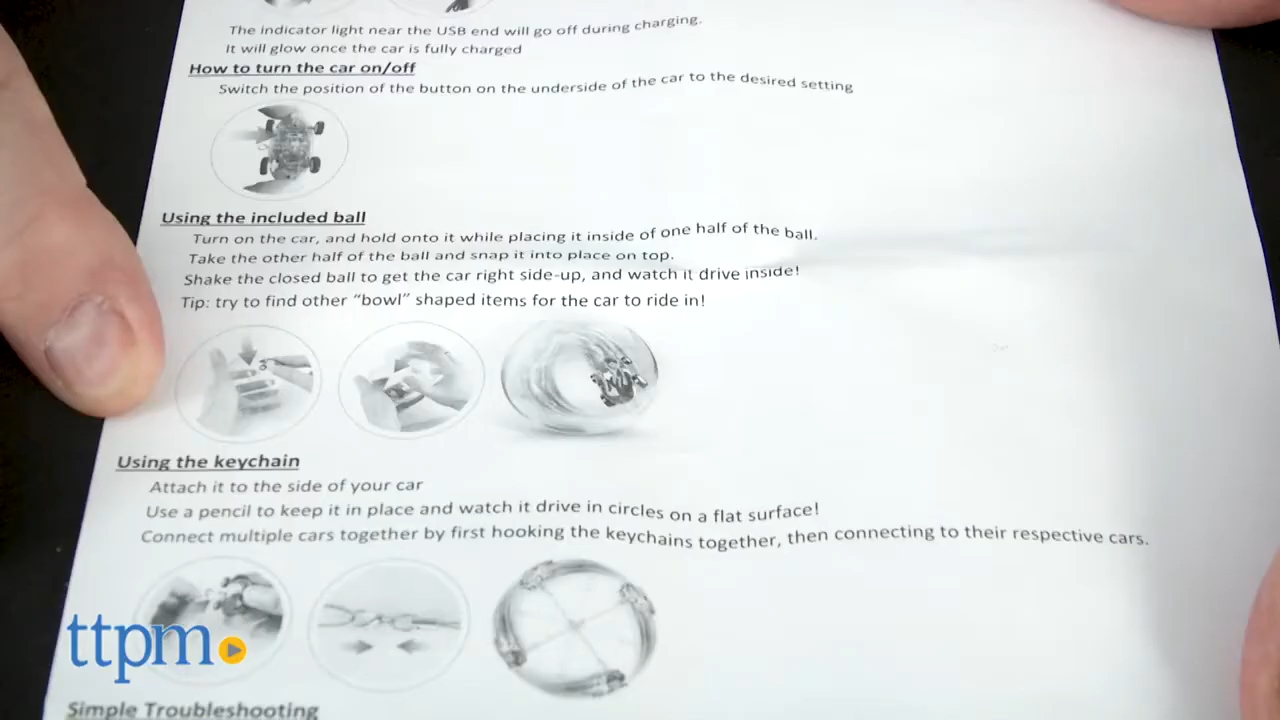 The indicator light near the USB end will go off during charging.
It will glow once the car is fully charged
How to turn the car on/off
Switch the position of the button on the underside of the car to the desired setting
Using the included ball
Turn on the car, and hold onto it while placing it inside of one half of the ball.
Take the other half of the ball and snap it into place on top.
Shake the closed ball to get the car right side-up, and watch it drive inside!
Tip: try to find other “bowl” shaped items for the car to ride in!
Using the keychain
Attach it to the side of your car
Use a pencil to keep it in place and watch it drive in circles on a flat surface!
Connect multiple cars together by first hooking the keychains together, then connecting to their respective cars.
ttpm
Simple Troubleshooting